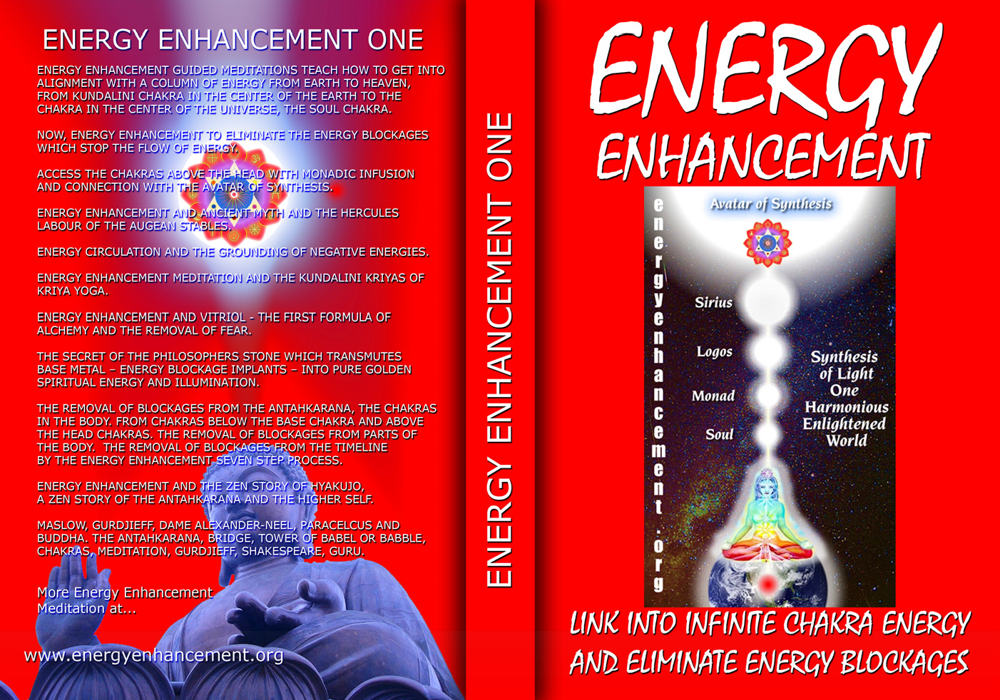 ENERGY ENHANCEMENT ONE
ENERGY ENHANCEMENT GUIDED MEDITATIONS TEACH HOW TO GET INTO
ALIGNMENT WITH A COLUMN OF ENERGY FROM EARTH TO HEAVEN,
FROM KUNDALINI CHAKRA IN THE CENTER OF THE EARTH TO THE
CHAKRA IN THE CENTER OF THE UNIVERSE, THE SOUL CHAKRA.
NOW, ENERGY ENHANCEMENT TO ELIMINATE THE ENERGY BLOCKAGES
WHICH STOP THE FLOW OF ENERGY.
ACCESS THE CHAKRAS ABOVE THE HEAD WITH MONADIC INFUSION
AND CONNECTION WITH THE AVATAR OF SYNTHESIS.
ENERGY ENHANCEMENT AND ANCIENT MYTH AND THE HERCULES
LABOUR OF THE AUGEAN STABLES.
ENERGY CIRCULATION AND THE GROUNDING OF NEGATIVE ENERGIES.
ENERGY ENHANCEMENT MEDITATION AND THE KUNDALINI KRIYAS OF
KRIYA YOGA.
ENERGY ENHANCEMENT AND VITRIOL - THE FIRST FORMULA OF
ALCHEMY AND THE REMOVAL OF FEAR.
THE SECRET OF THE PHILOSOPHERS STONE WHICH TRANSMUTES
BASE METAL – ENERGY BLOCKAGE IMPLANTS – INTO PURE GOLDEN
SPIRITUAL ENERGY AND ILLUMINATION.
THE REMOVAL OF BLOCKAGES FROM THE ANTAHKARANA, THE CHAKRAS
IN THE BODY. FROM CHAKRAS BELOW THE BASE CHAKRA AND ABOVE
THE HEAD CHAKRAS. THE REMOVAL OF BLOCKAGES FROM PARTS OF
THE BODY. THE REMOVAL OF BLOCKAGES FROM THE TIMELINE
BY THE ENERGY ENHANCEMENT SEVEN STEP PROCESS.
ENERGY ENHANCEMENT AND THE ZEN STORY OF HYAKUJO,
A ZEN STORY OF THE ANTAHKARANA AND THE HIGHER SELF.
MASLOW, GURDJIEFF, DAME ALEXANDER-NEEL, PARACELCUS AND
BUDDHA. THE ANTAHKARANA, BRIDGE, TOWER OF BABEL OR BABBLE,
CHAKRAS, MEDITATION, GURDJIEFF, SHAKESPEARE, GURU.
More Energy Enhancement
Meditation at...
www.energyenhancement.org
ENERGY ENHANCEMENT ONE
ENERGY
ENHANCEMENT
energyenhancement.org
Avatar of Synthesis
Sirius
Logos
Monad
Soul
Synthesis
of Light
One
Harmonious
Enlightened
World
LINK INTO INFINITE CHAKRA ENERGY
AND ELIMINATE ENERGY BLOCKAGES